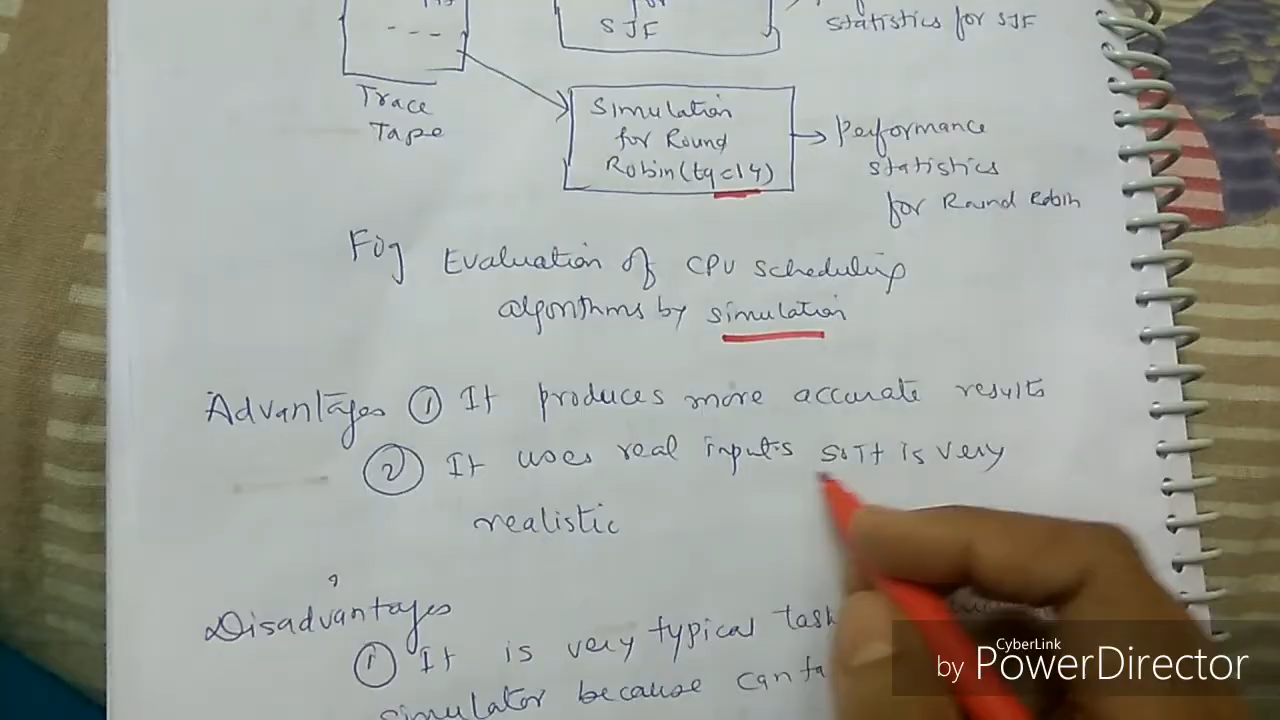 for
SJF
statistics for SJF
Trace
Tape
Simulation
for Round
Robin (tq=14)
Performance
statistics
for Round Robin
Fig Evaluation of CPU scheduling
algorithms by simulation
Advantages ① It produces more accurate results
② It uses real inputs so it is very
realistic
Disadvantages
① It is very typical task
simulator because
CyberLink
by PowerDirector